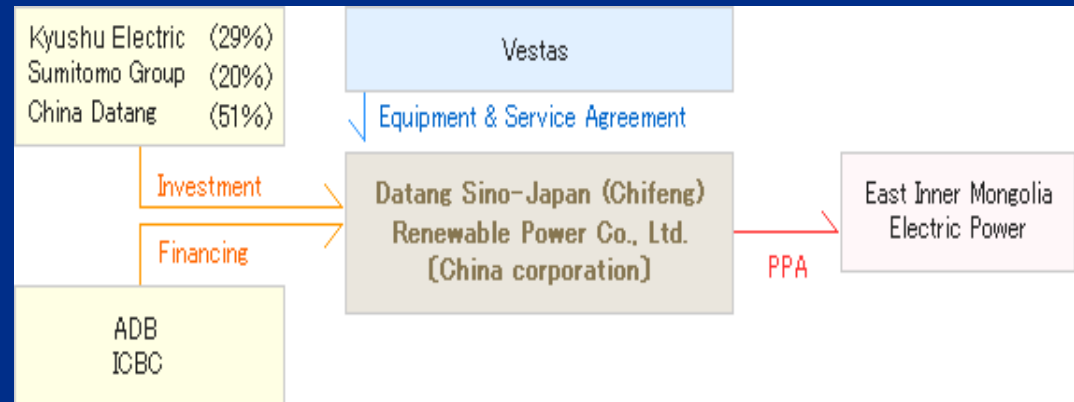 Kyushu Electric (29%)
Sumitomo Group (20%)
China Datang (51%)
Vestas
Equipment & Service Agreement
Investment
Datang Sino-Japan (Chifeng)
Renewable Power Co., Ltd.
(China corporation)
Financing
PPA
East Inner Mongolia
Electric Power
ADB
ICBC